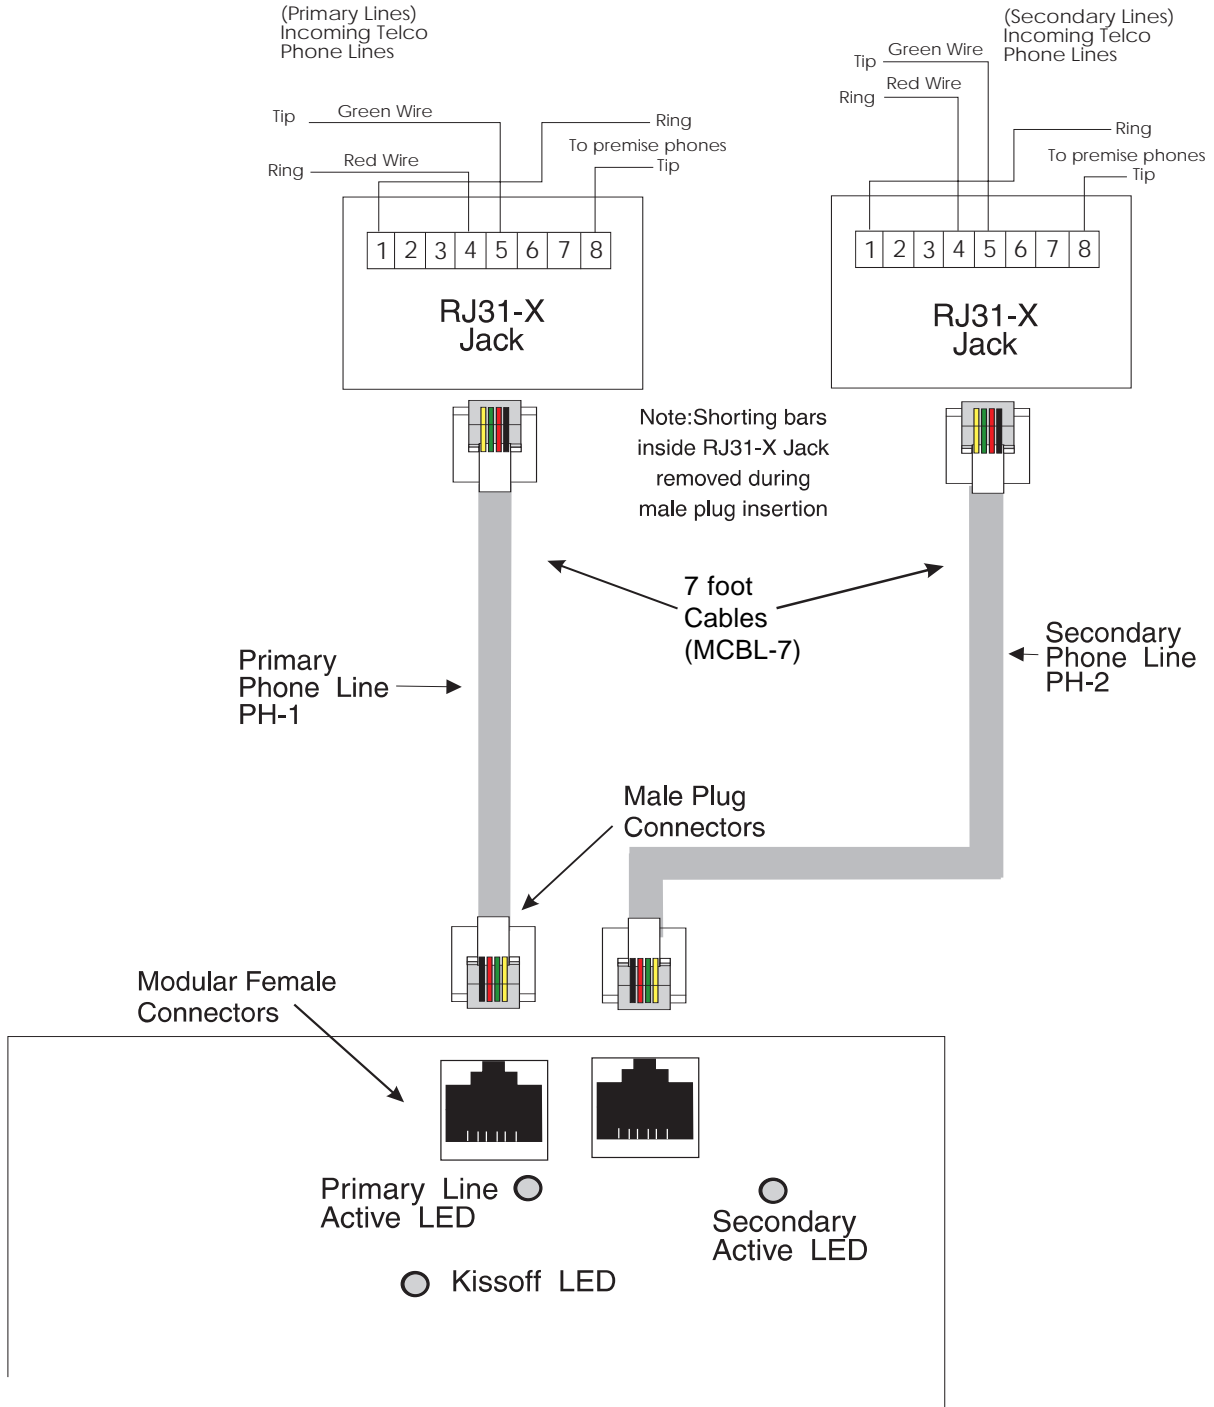 (Primary Lines)
Incoming Telco
Phone Lines
(Secondary Lines)
Incoming Telco
Phone Lines
Tip Green Wire
Ring Red Wire
Ring
To premise phones
Tip
1 2 3 4 5 6 7 8
RJ31-X
Jack
Tip Green Wire
Ring Red Wire
Ring
To premise phones
Tip
1 2 3 4 5 6 7 8
RJ31-X
Jack
Note:Shorting bars
inside RJ31-X Jack
removed during
male plug insertion
7 foot
Cables
(MCBL-7)
Primary
Phone Line
PH-1
Secondary
Phone Line
PH-2
Male Plug
Connectors
Modular Female
Connectors
Primary Line
Active LED
Secondary
Active LED
Kissoff LED